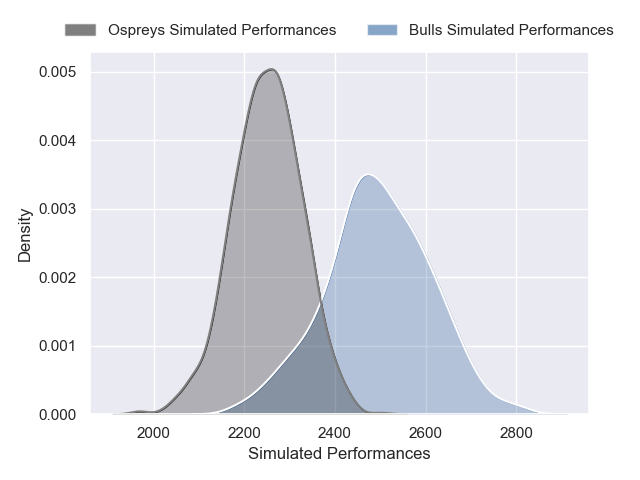 Ospreys Simulated Performances
Bulls Simulated Performances
0.005
0.004
0.003
0.002
0.001
0.000
Density
2000
2200
2400
2600
2800
Simulated Performances